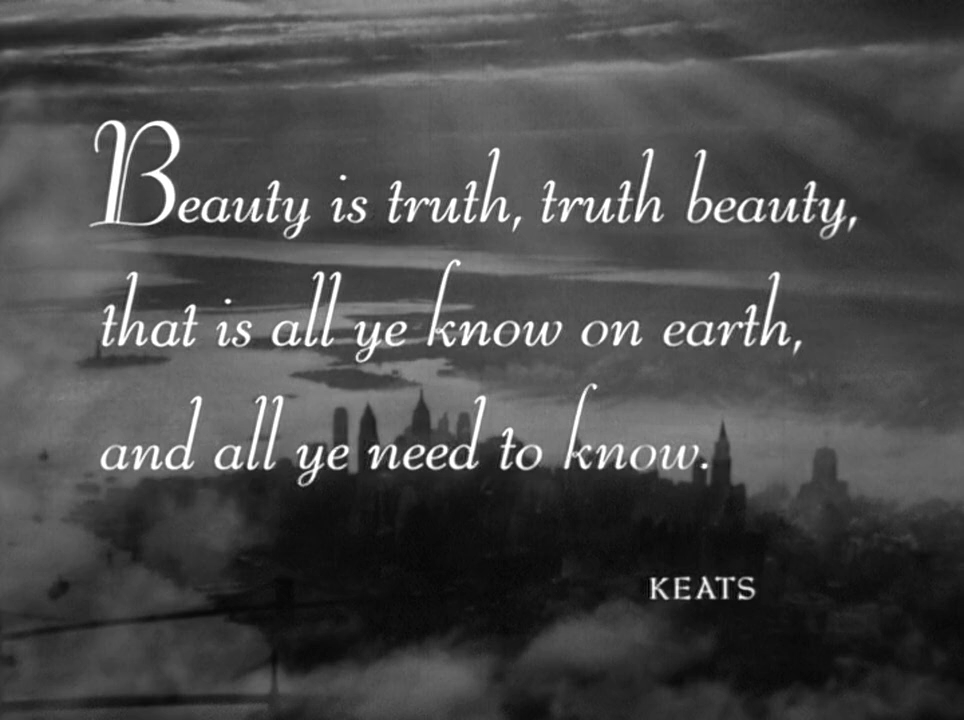 Beauty is truth, truth beauty,
that is all ye know on earth,
and all ye need to know.
KEATS